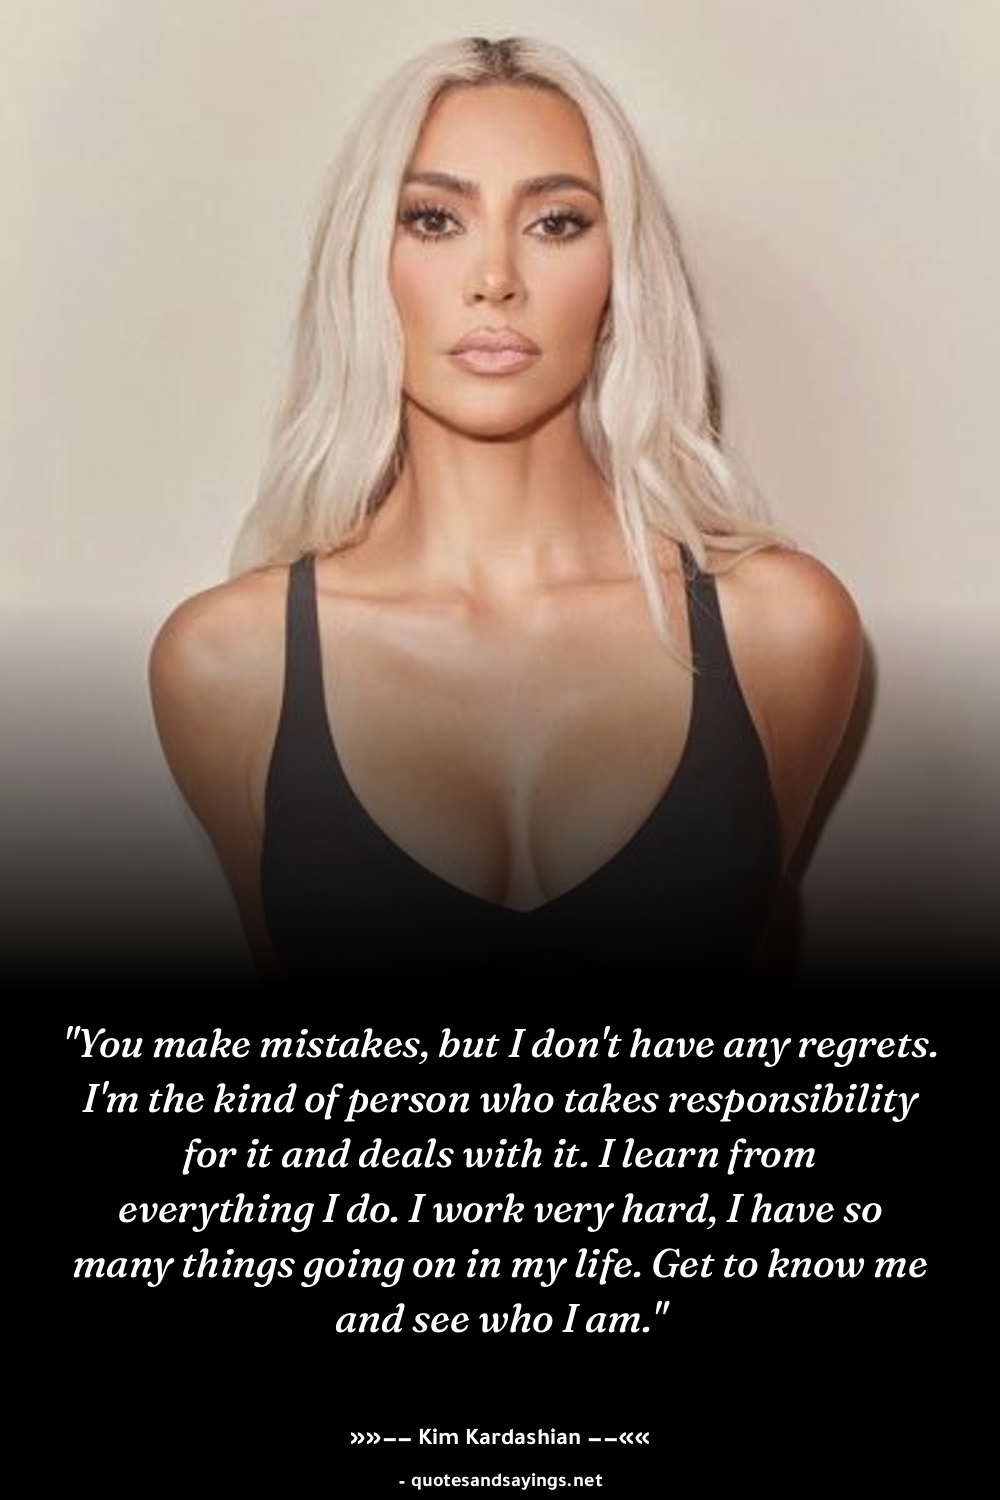 "You make mistakes, but I don't have any regrets.
I'm the kind of person who takes responsibility
for it and deals with it. I learn from
everything I do. I work very hard, I have so
many things going on in my life. Get to know me
and see who I am."
»»−− Kim Kardashian −−««
- quotesandsayings.net